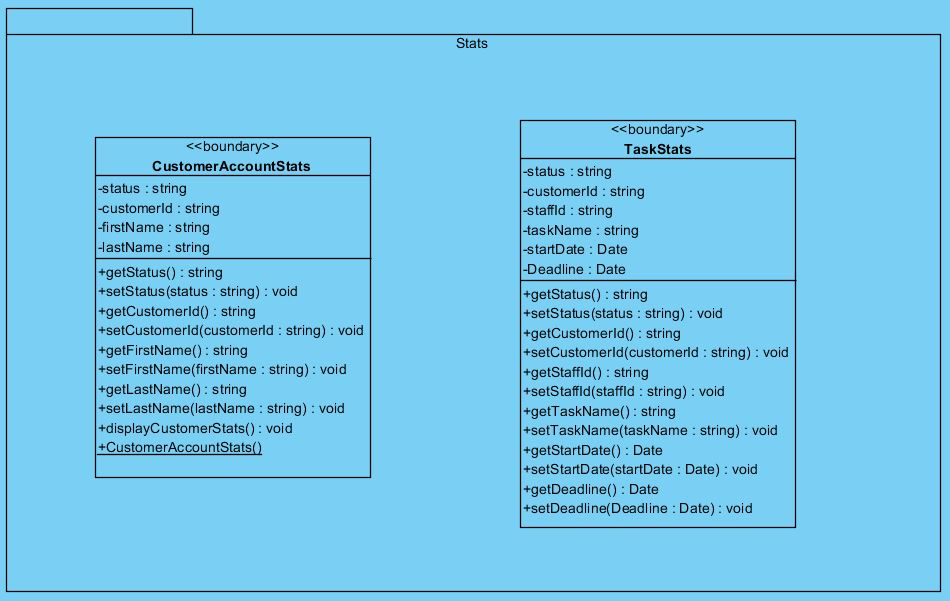 Stats
<<boundary>>
CustomerAccountStats
-status : string
-customerId : string
-firstName : string
-lastName : string
+getStatus() : string
+setStatus(status : string) : void
+getCustomerId() : string
+setCustomerId(customerId : string) : void
+getFirstName() : string
+setFirstName(firstName : string) : void
+getLastName() : string
+setLastName(lastName : string) : void
+displayCustomerStats() : void
+CustomerAccountStats()
<<boundary>>
TaskStats
-status : string
-customerId : string
-staffId : string
-taskName : string
-startDate : Date
-Deadline : Date
+getStatus() : string
+setStatus(status : string) : void
+getCustomerId() : string
+setCustomerId(customerId : string) : void
+getStaffId() : string
+setStaffId(staffId : string) : void
+getTaskName() : string
+setTaskName(taskName : string) : void
+getStartDate() : Date
+setStartDate(startDate : Date) : void
+getDeadline() : Date
+setDeadline(Deadline : Date) : void